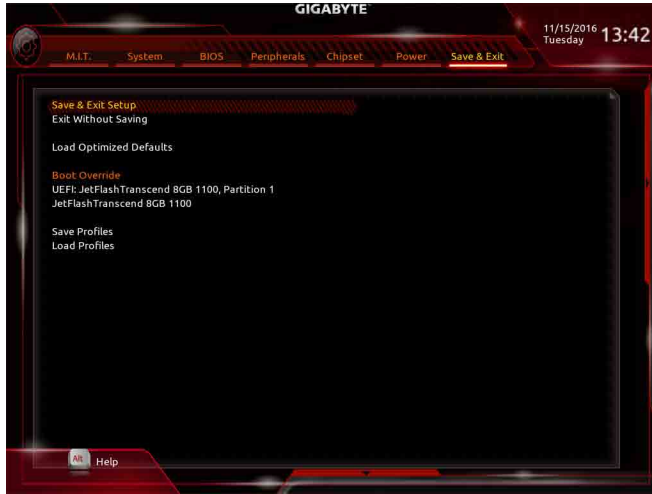 GIGABYTE
11/15/2016 13:42
Tuesday
M.I.T. System BIOS Peripherals Chipset Power Save & Exit
Save & Exit Setup
Exit Without Saving
Load Optimized Defaults
Boot Override
UEFI: JetFlashTranscend 8GB 1100, Partition 1
JetFlashTranscend 8GB 1100
Save Profiles
Load Profiles
Alt Help